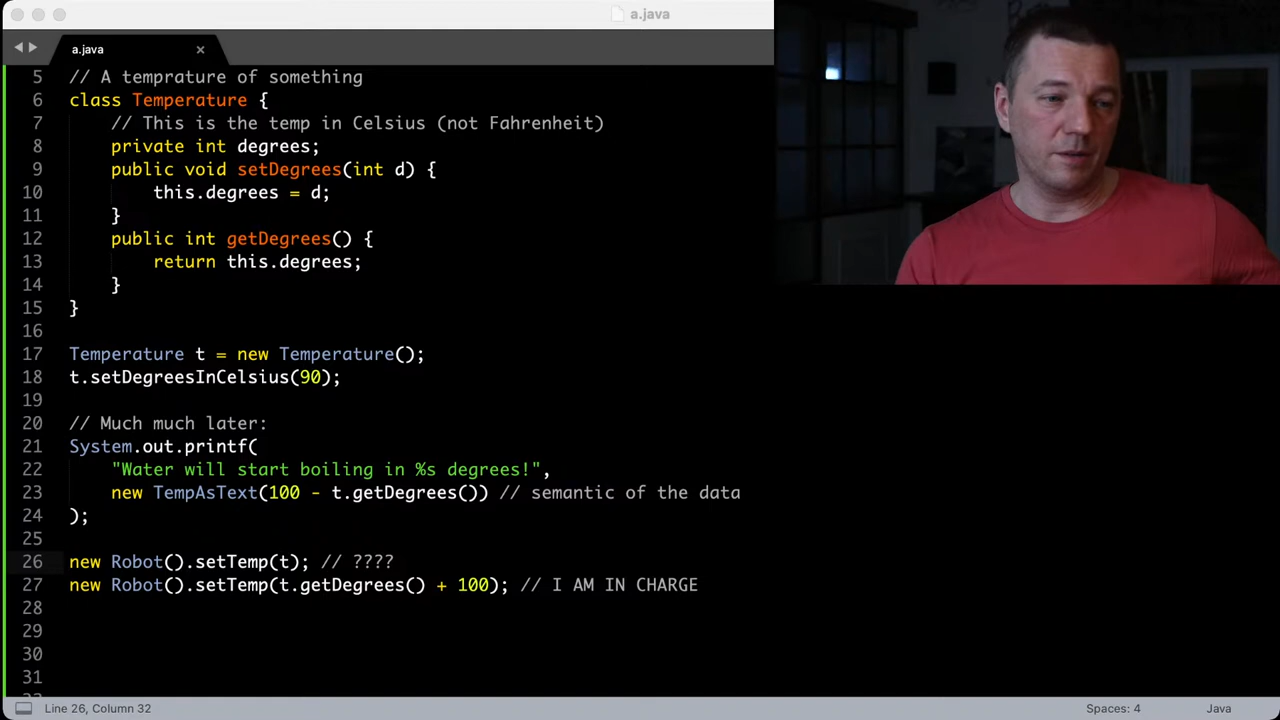 a.java
a.java ×
5 // A temprature of something
6 class Temperature {
7 // This is the temp in Celsius (not Fahrenheit)
8 private int degrees;
9 public void setDegrees(int d) {
10 this.degrees = d;
11 }
12 public int getDegrees() {
13 return this.degrees;
14 }
15 }
16
17 Temperature t = new Temperature();
18 t.setDegreesInCelsius(90);
19
20 // Much much later:
21 System.out.printf(
22 "Water will start boiling in %s degrees!",
23 new TempAsText(100 - t.getDegrees()) // semantic of the data
24 );
25
26 new Robot().setTemp(t); // ????
27 new Robot().setTemp(t.getDegrees() + 100); // I AM IN CHARGE
28
29
30
31
Line 26, Column 32 Spaces: 4 Java